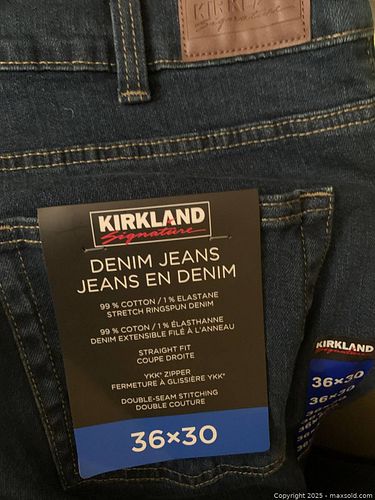 KIRKLAND
Signature
KIRKLAND
Signature
DENIM JEANS
JEANS EN DENIM
99 % COTTON / 1 % ELASTANE
STRETCH RINGSPUN DENIM
99 % COTON / 1 % ÉLASTHANNE
DENIM EXTENSIBLE FILÉ À L'ANNEAU
STRAIGHT FIT
COUPE DROITE
YKK® ZIPPER
FERMETURE À GLISSIÈRE YKK®
DOUBLE-SEAM STITCHING
DOUBLE COUTURE
36×30
KIRKLAND
Signature
36×30
36×30
Copyright 2025 - maxsold.com